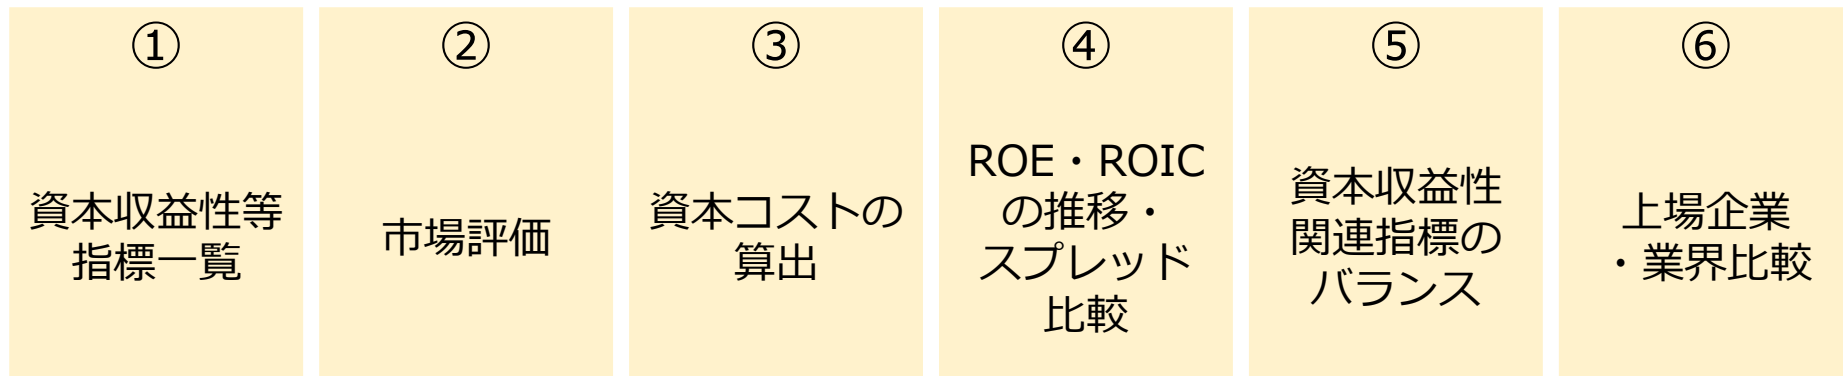 ①
資本収益性等
指標一覧
②
市場評価
③
資本コストの
算出
④
ROE・ROIC
の推移・
スプレッド
比較
⑤
資本収益性
関連指標の
バランス
⑥
上場企業
・業界比較